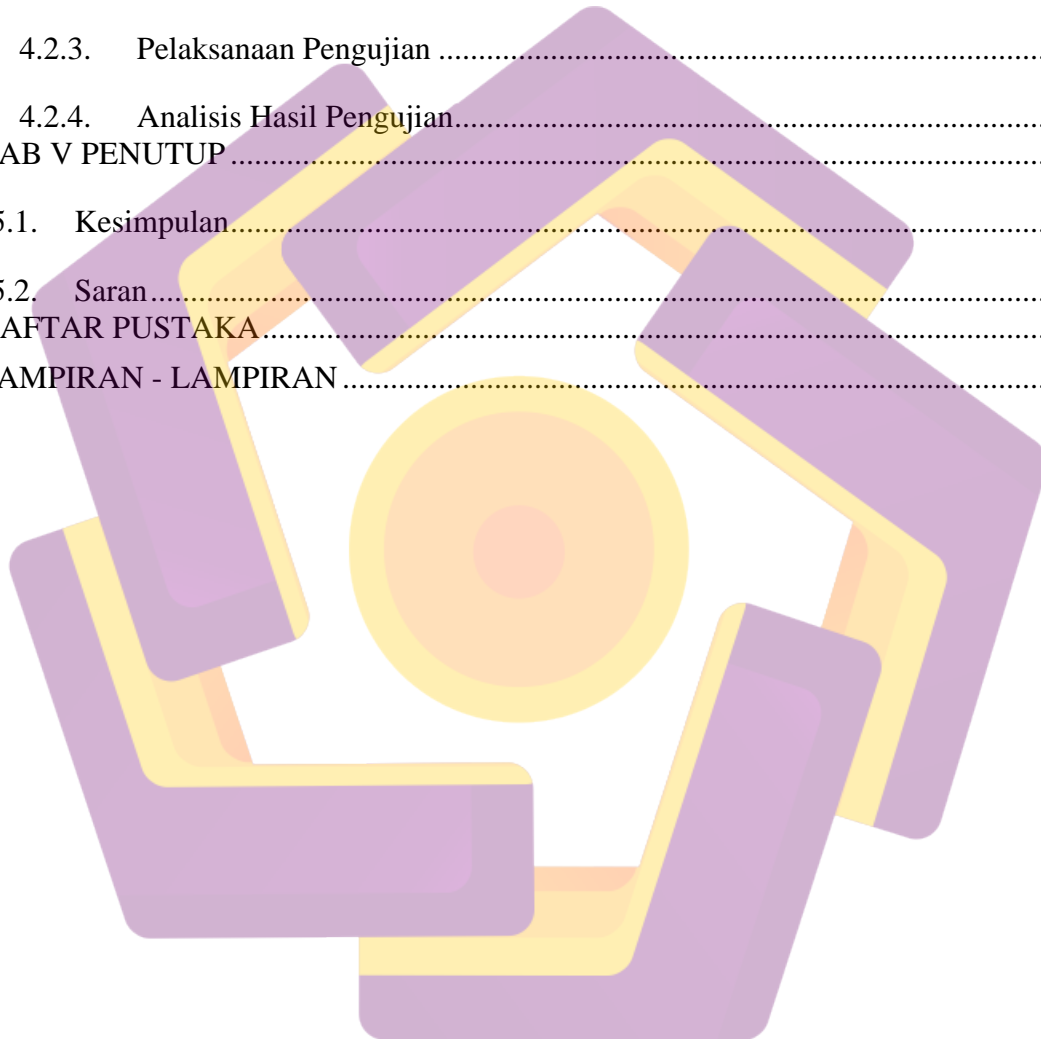 4.2.3. Pelaksanaan Pengujian ...........................................................................
4.2.4. Analisis Hasil Pengujian.........................................................................
AB V PENUTUP.....................................................................................................
5.1. Kesimpulan.....................................................................................................
5.2. Saran................................................................................................................
AFTAR PUSTAKA.................................................................................................
AMPIRAN - LAMPIRAN.......................................................................................